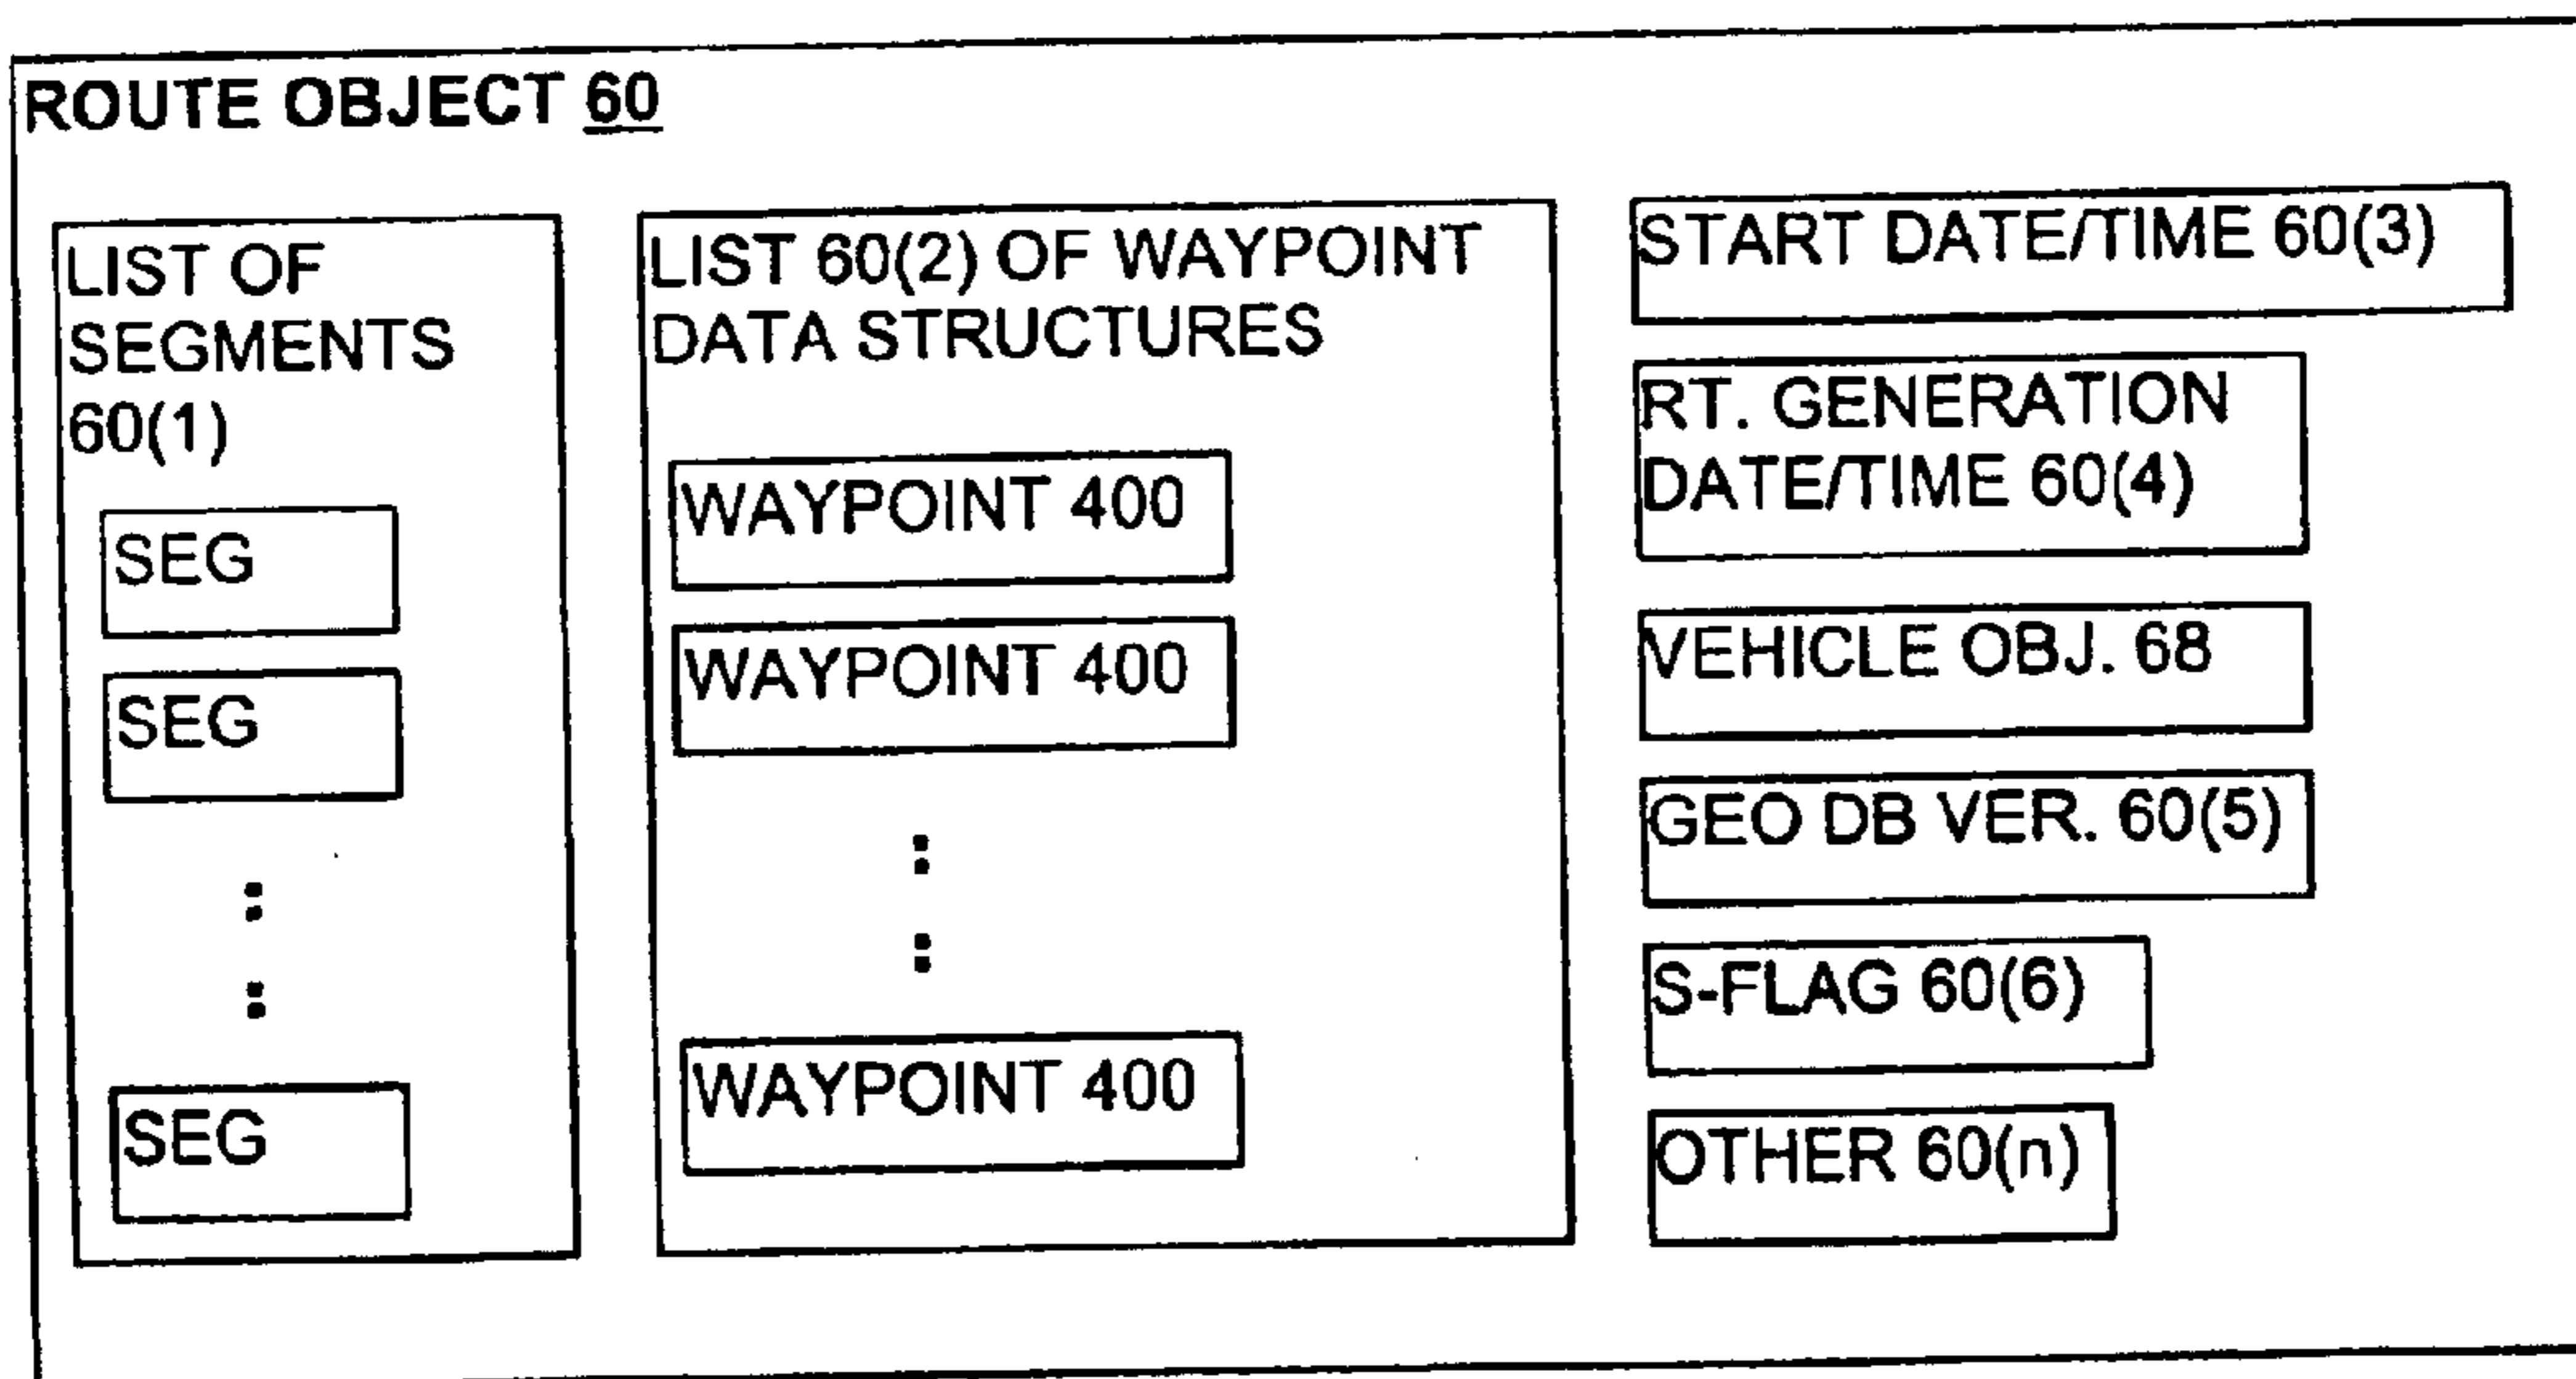 ROUTE OBJECT 60
LIST OF
SEGMENTS
60(1)
SEG
SEG
SEG
LIST 60(2) OF WAYPOINT
DATA STRUCTURES
WAYPOINT 400
WAYPOINT 400
WAYPOINT 400
START DATE/TIME 60(3)
RT. GENERATION
DATE/TIME 60(4)
VEHICLE OBJ. 68
GEO DB VER. 60(5)
S-FLAG 60(6)
OTHER 60(n)